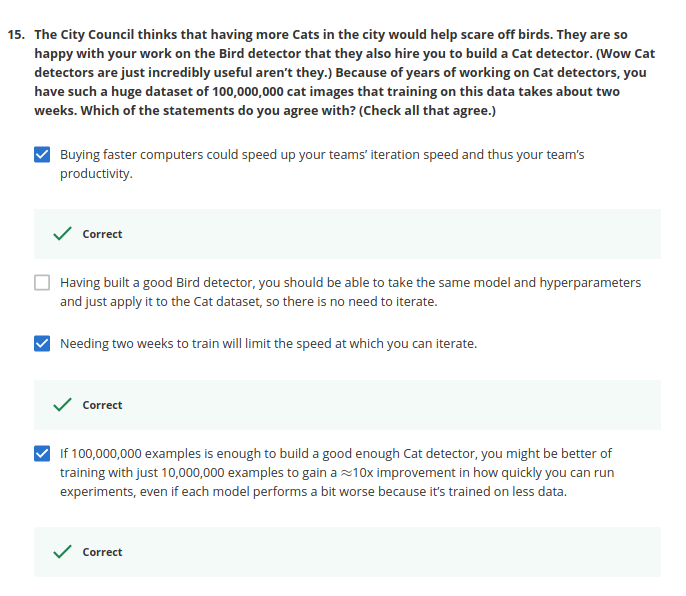 15. The City Council thinks that having more Cats in the city would help scare off birds. They are so
happy with your work on the Bird detector that they also hire you to build a Cat detector. (Wow Cat
detectors are just incredibly useful aren't they.) Because of years of working on Cat detectors, you
have such a huge dataset of 100,000,000 cat images that training on this data takes about two
weeks. Which of the statements do you agree with? (Check all that agree.)
Buying faster computers could speed up your teams' iteration speed and thus your team's
productivity.
Correct
Having built a good Bird detector, you should be able to take the same model and hyperparameters
and just apply it to the Cat dataset, so there is no need to iterate.
Needing two weeks to train will limit the speed at which you can iterate.
Correct
If 100,000,000 examples is enough to build a good enough Cat detector, you might be better of
training with just 10,000,000 examples to gain a ≈10x improvement in how quickly you can run
experiments, even if each model performs a bit worse because it's trained on less data.
Correct